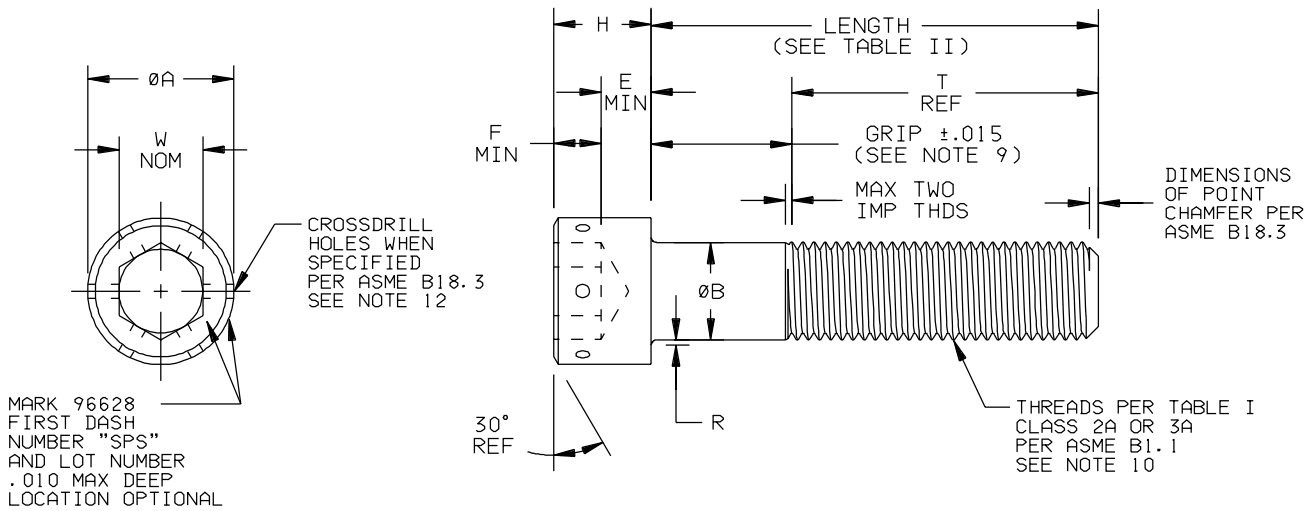 H
LENGTH
(SEE TABLE II)
ØA
E
MIN
T
REF
W
NOM
F
MIN
GRIP ±.015
(SEE NOTE 9)
MAX TWO
IMP THDS
DIMENSIONS
OF POINT
CHAMFER PER
ASME B18.3
CROSSDRILL
HOLES WHEN
SPECIFIED
PER ASME B18.3
SEE NOTE 12
ØB
MARK 96628
FIRST DASH
NUMBER "SPS"
AND LOT NUMBER
.010 MAX DEEP
LOCATION OPTIONAL
30°
REF
R
THREADS PER TABLE I
CLASS 2A OR 3A
PER ASME B1.1
SEE NOTE 10